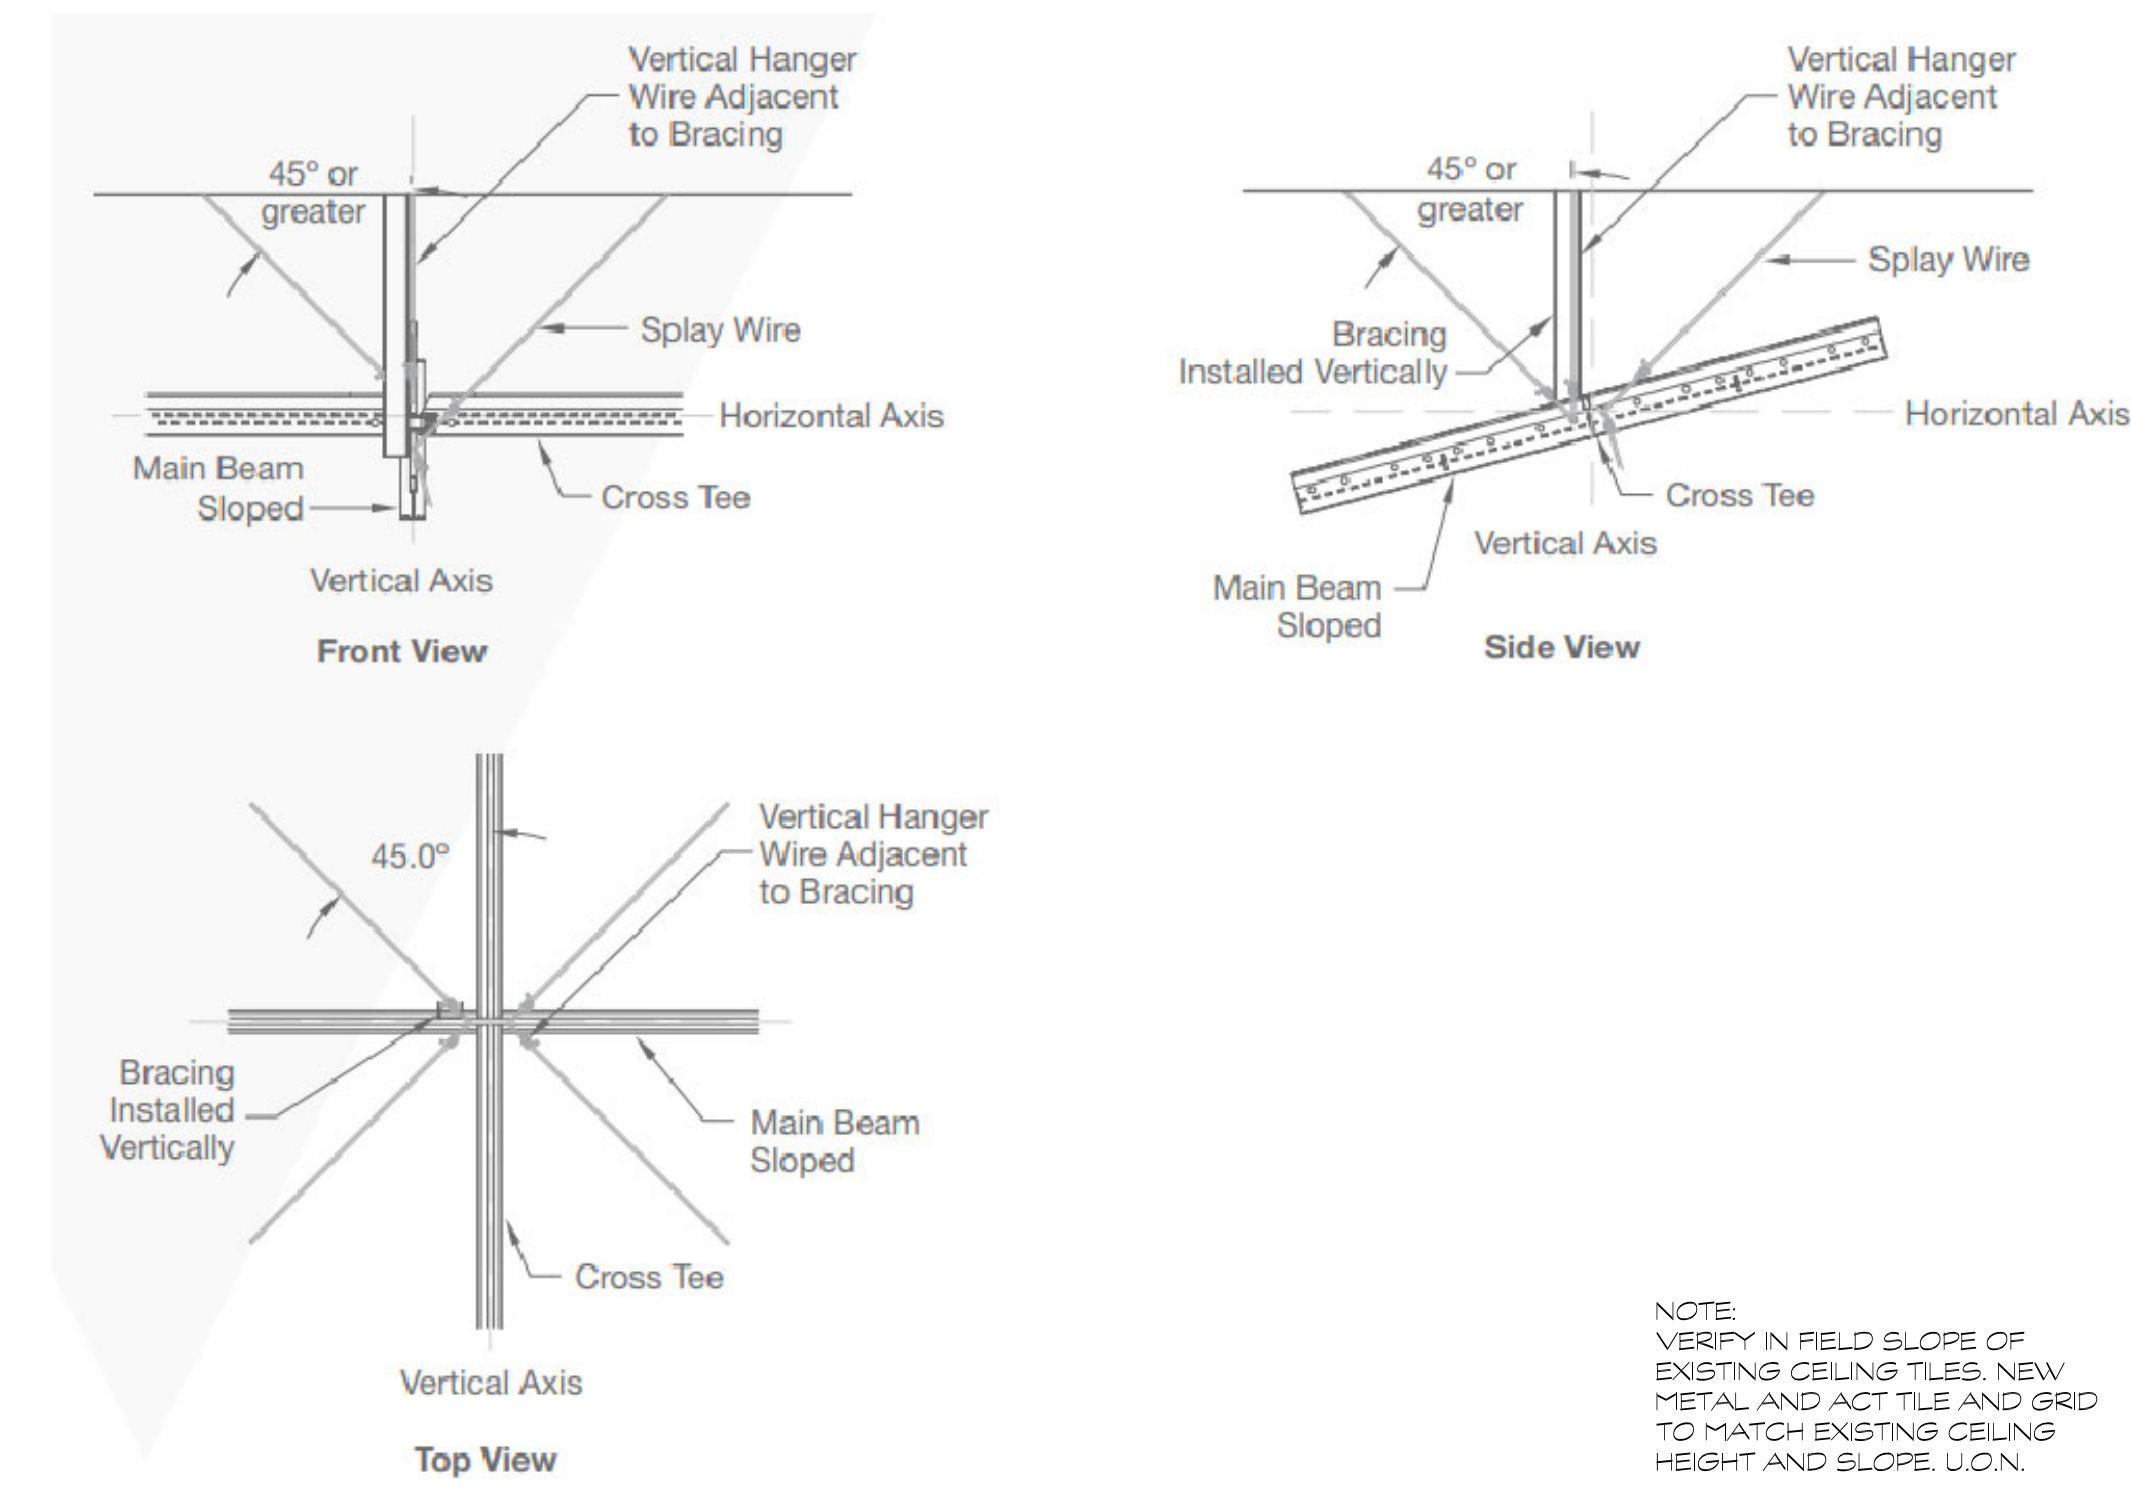 Vertical Hanger
Wire Adjacent
to Bracing
45º or
greater
Splay Wire
Horizontal Axis
Main Beam
Sloped
Cross Tee
Vertical Axis
Front View
Vertical Hanger
Wire Adjacent
to Bracing
45º or
greater
Splay Wire
Bracing
Installed Vertically
Horizontal Axis
Cross Tee
Vertical Axis
Main Beam
Sloped
Side View
Vertical Hanger
Wire Adjacent
to Bracing
45.0º
Bracing
Installed
Vertically
Main Beam
Sloped
Cross Tee
Vertical Axis
Top View
NOTE:
VERIFY IN FIELD SLOPE OF
EXISTING CEILING TILES. NEW
METAL AND ACT TILE AND GRID
TO MATCH EXISTING CEILING
HEIGHT AND SLOPE. U.O.N.